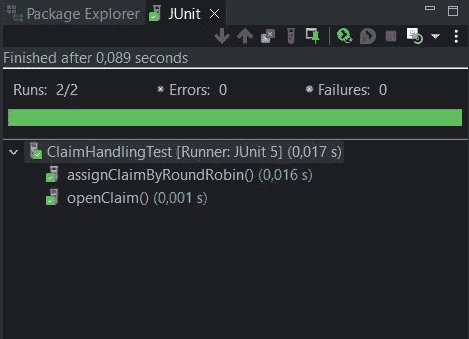 Package Explorer JUnit
Finished after 0,089 seconds
Runs: 2/2 Errors: 0 Failures: 0
ClaimHandlingTest [Runner: JUnit 5] (0,017 s)
assignClaimByRoundRobin() (0,016 s)
openClaim() (0,001 s)